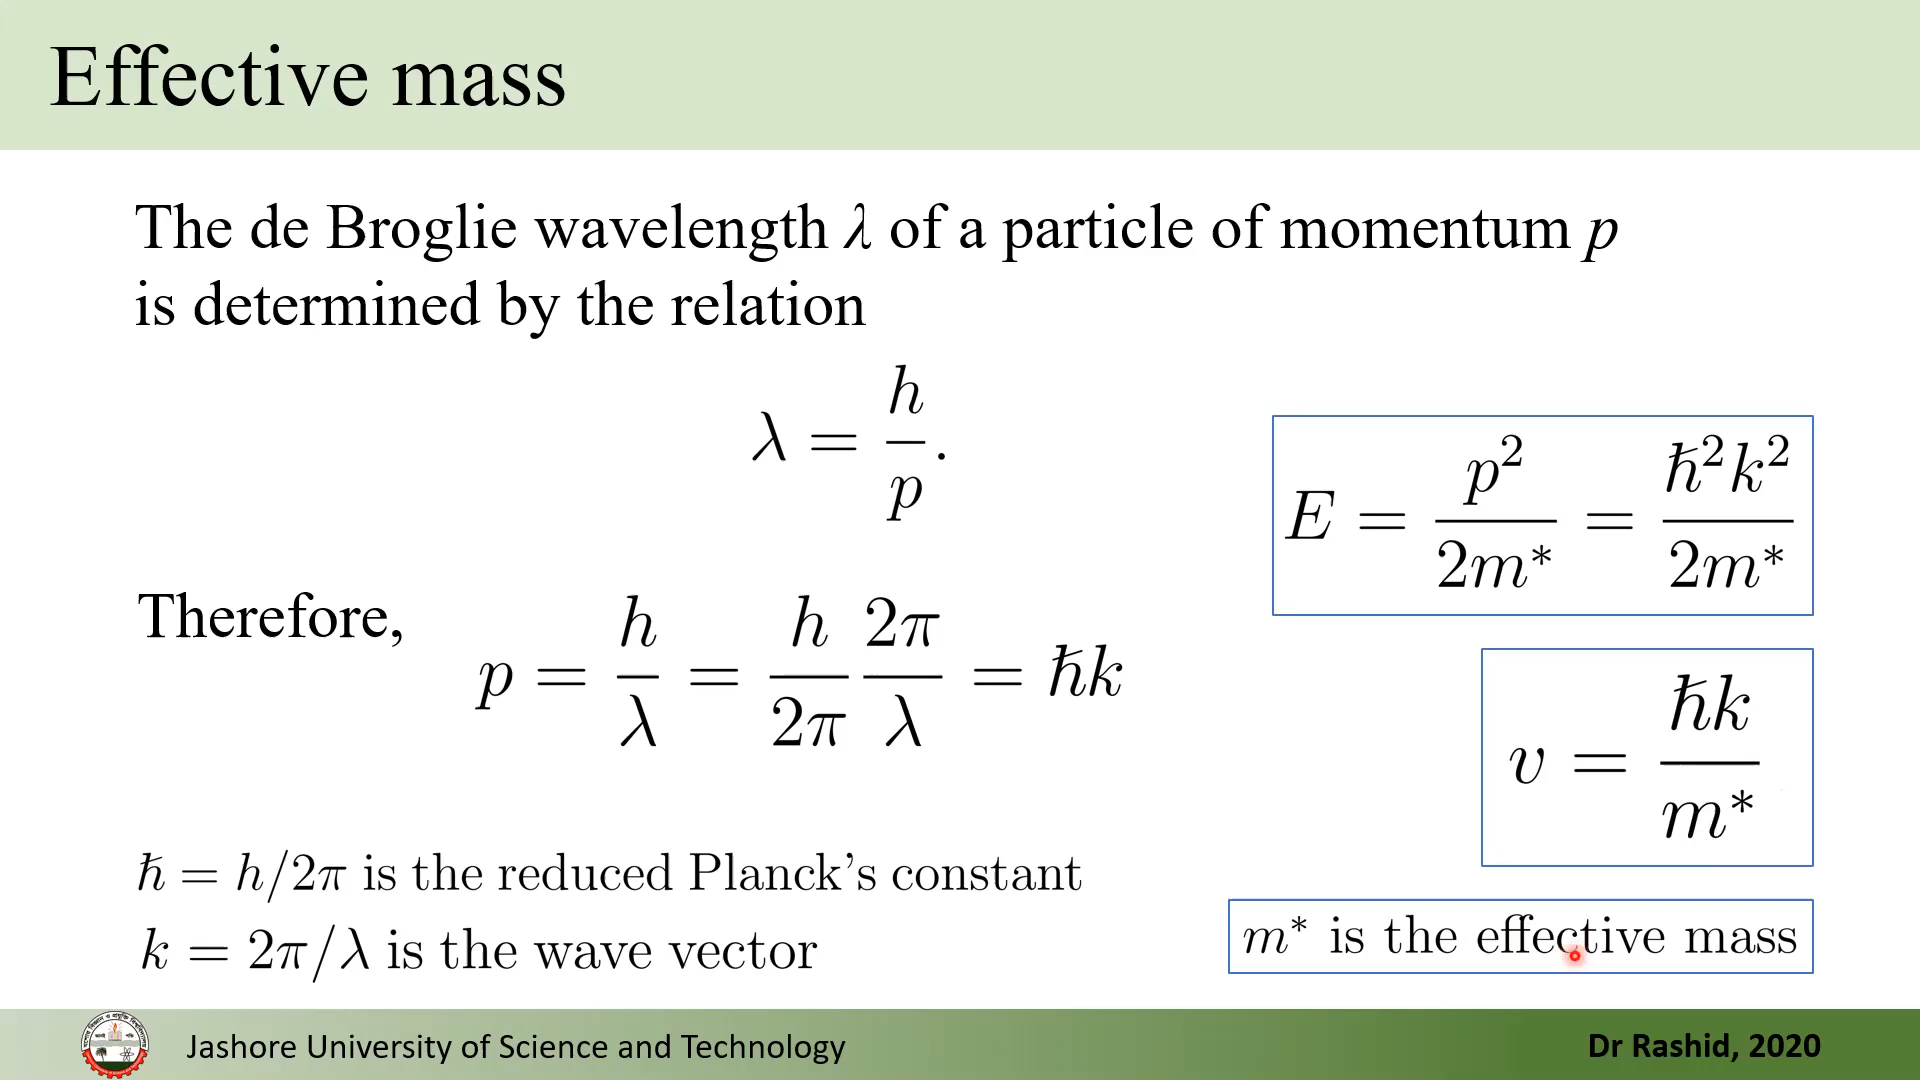 Effective mass
The de Broglie wavelength λ of a particle of momentum p
is determined by the relation
λ = h/p.
E = p²/2m* = ħ²k²/2m*
Therefore,
p = h/λ = h/2π 2π/λ = ħk
v = ħk/m*
ħ = h/2π is the reduced Planck’s constant
k = 2π/λ is the wave vector
m* is the effective mass
Jashore University of Science and Technology
Dr Rashid, 2020